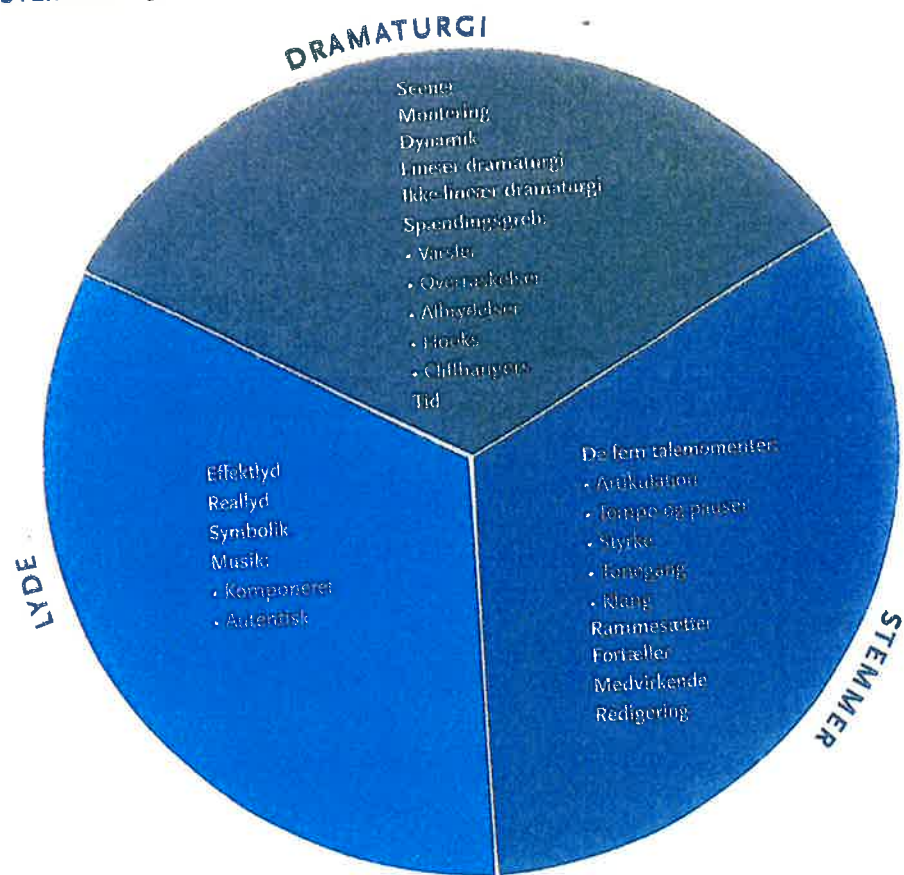 DRAMATURGI
Scener
Montering
Dynamik
Lineær dramaturgi
Ikke-lineær dramaturgi
Spændingsgreb:
• Varsler
• Overraskelser
• Afbrydelser
• Hooks
• Cliffhangers
Tid
LYDE
Effektlyd
Reallyd
Symbolik
Musik:
• Komponeret
• Autentisk
STEMMER
De fem talemomenter:
• Artikulation
• Tempo og pauser
• Styrke
• Tonegang
• Klang
Rammesætter
Fortæller
Medvirkende
Redigering